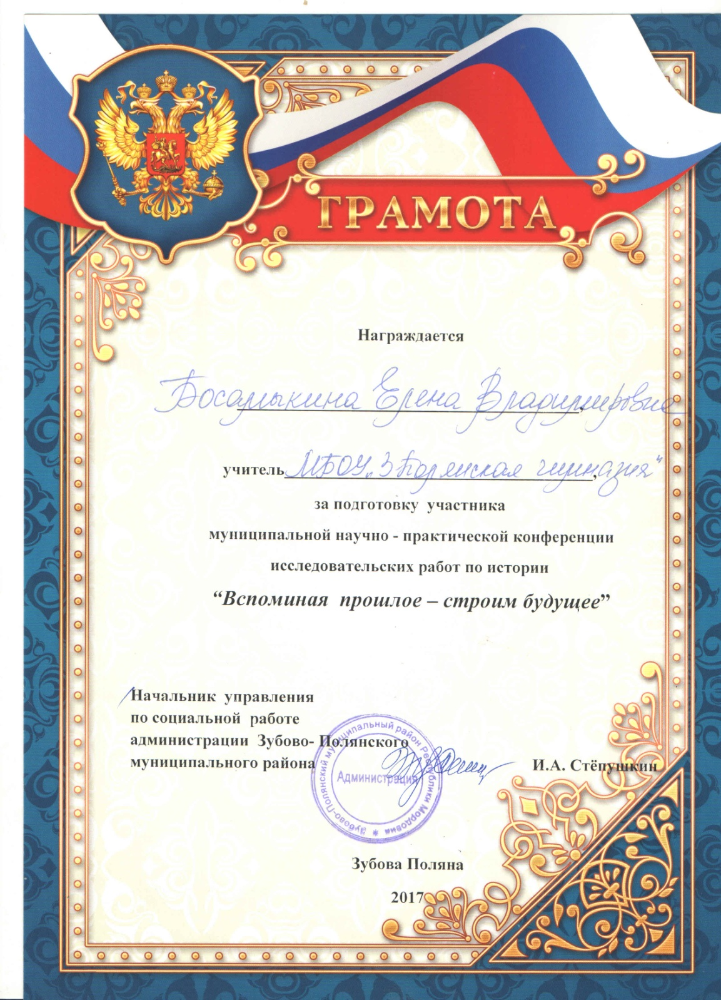 ГРАМОТА
Награждается
Босамыкина Елена Владимировна,
учитель МБОУ „З Полянская гимназия“,
за подготовку участника
муниципальной научно - практической конференции
исследовательских работ по истории
“Вспоминая прошлое – строим будущее”
Начальник управления
по социальной работе
администрации Зубово- Полянского
муниципального района
И.А. Стёпушкин
Зубово-Полянский муниципальный район Республики Мордовия *
Администрация
Зубова Поляна
2017